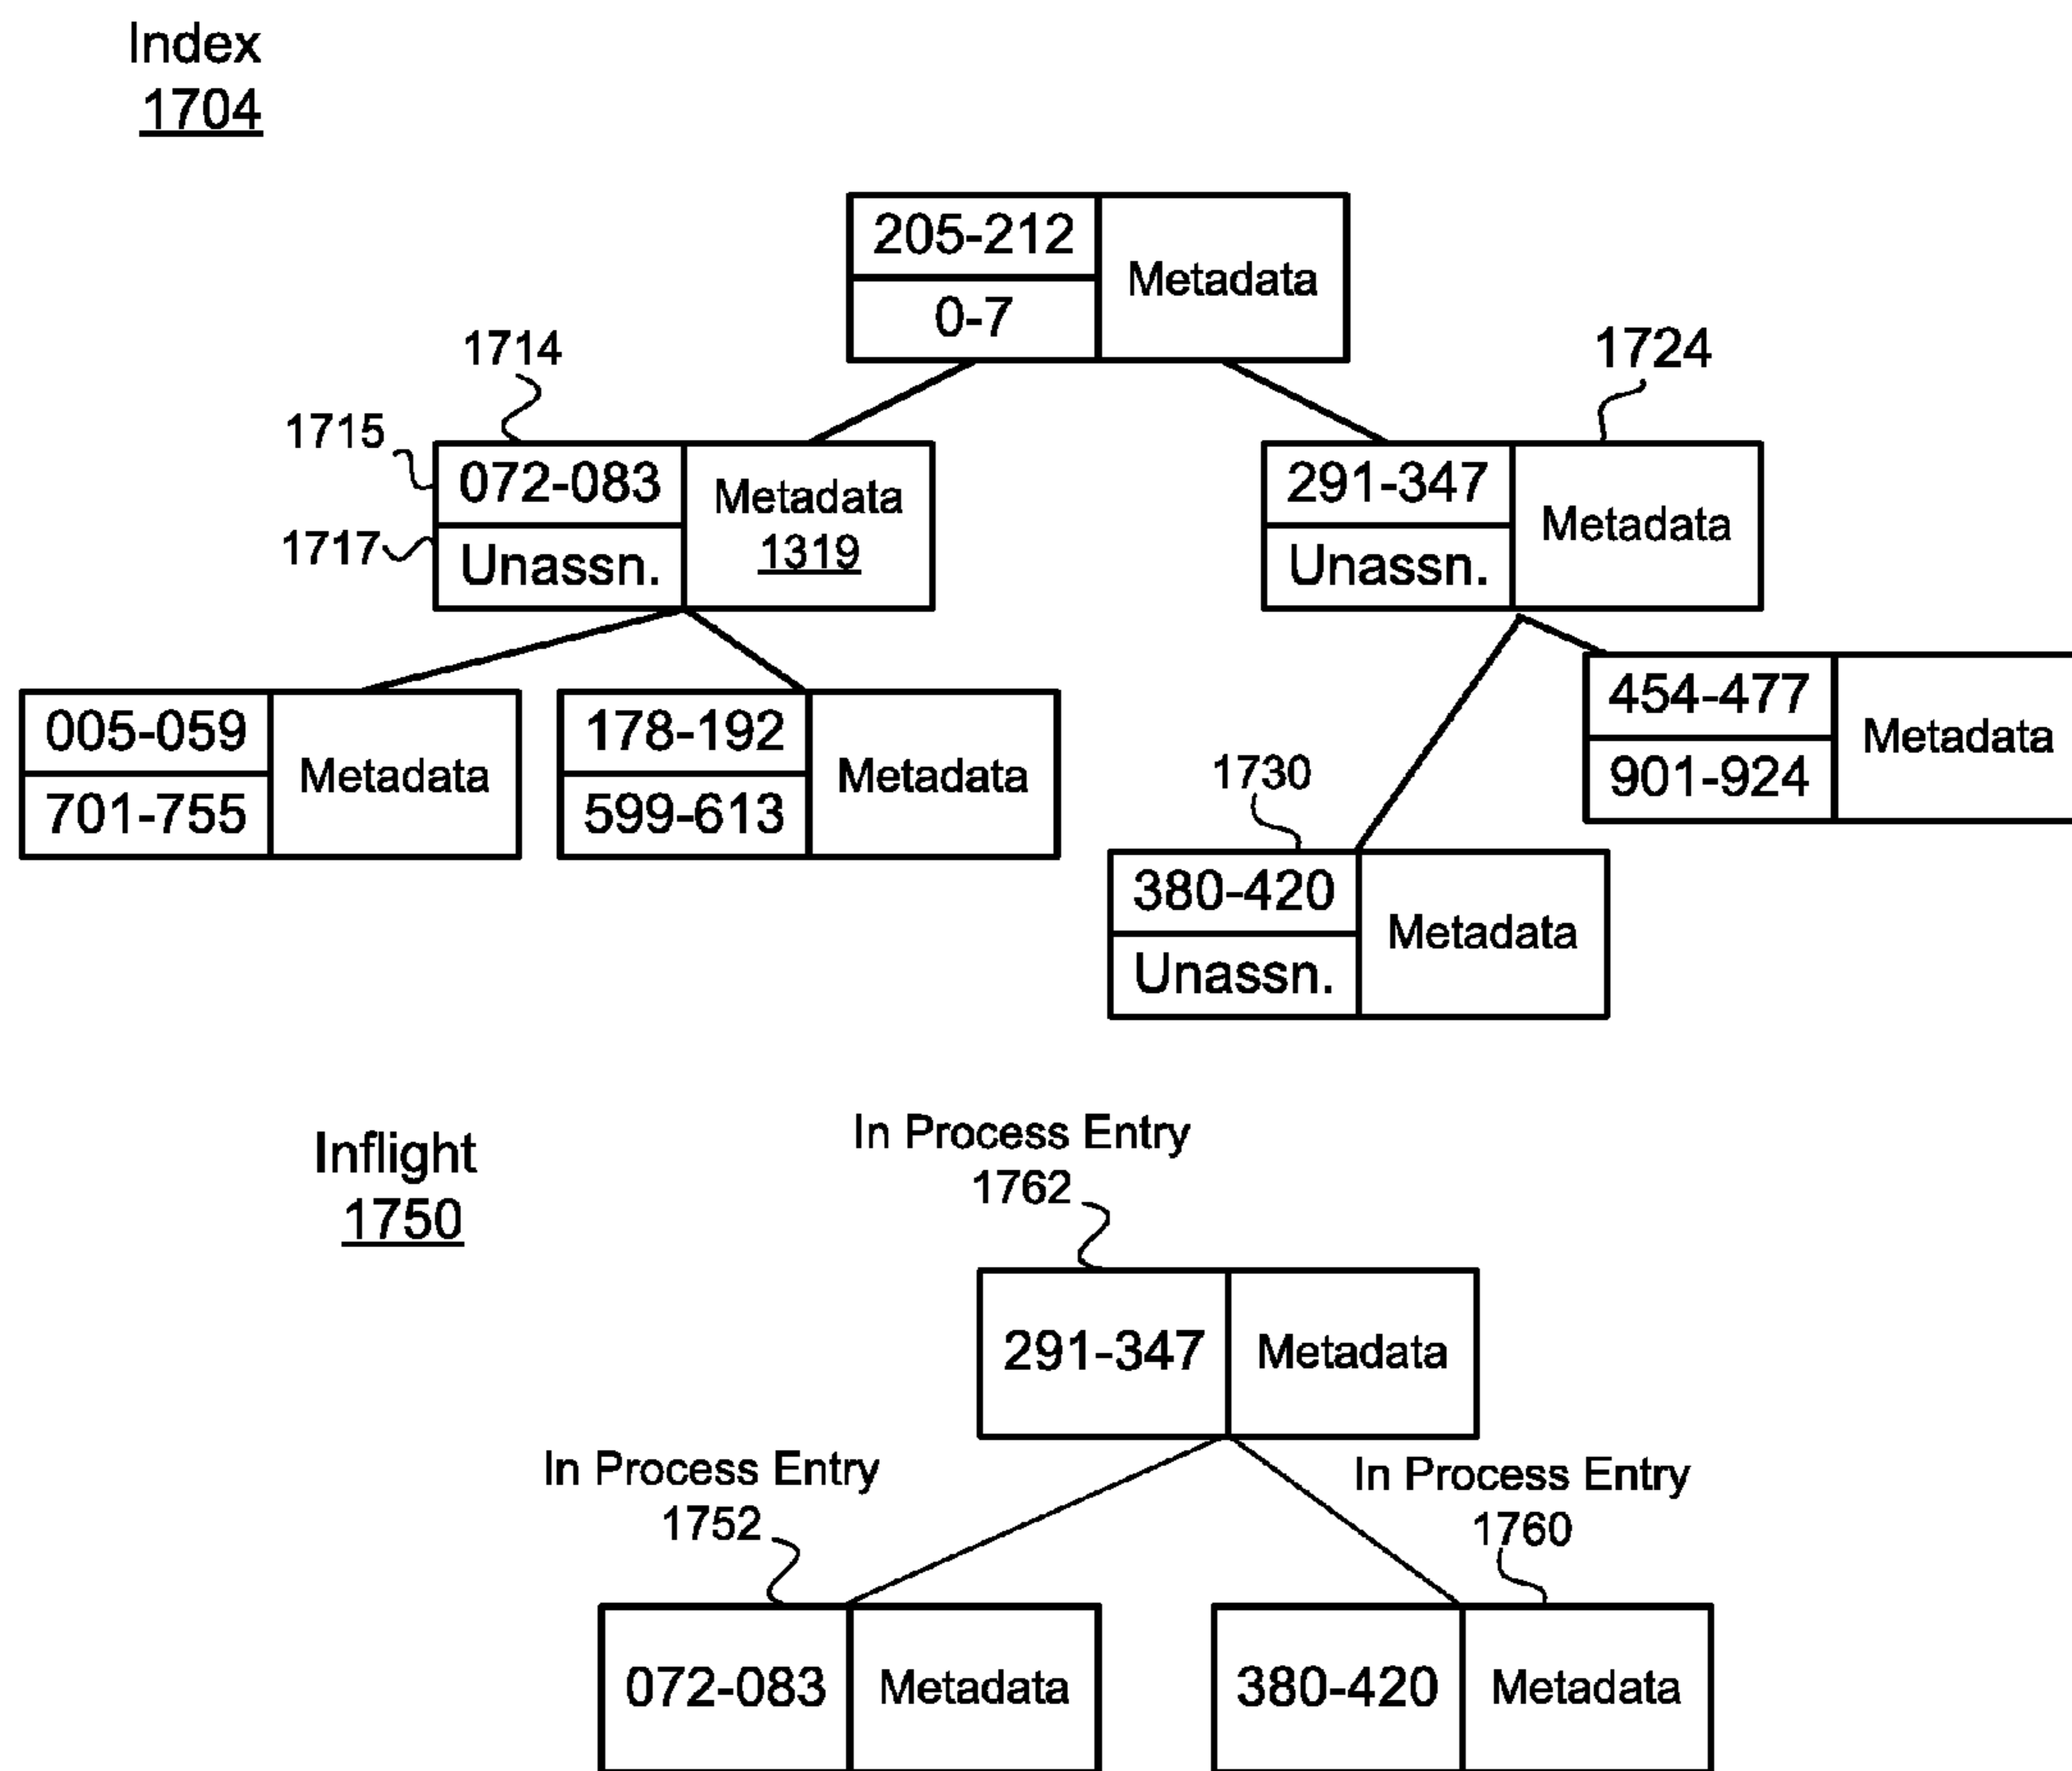 Index
1704
205-212
Metadata
0-7
1714
1724
1715
072-083
Metadata
1319
291-347
Metadata
1717
Unassn.
Unassn.
454-477
Metadata
901-924
005-059
Metadata
701-755
178-192
Metadata
599-613
1730
380-420
Metadata
Unassn.
Inflight
1750
In Process Entry
1762
291-347
Metadata
In Process Entry
1752
In Process Entry
1760
072-083
Metadata
380-420
Metadata